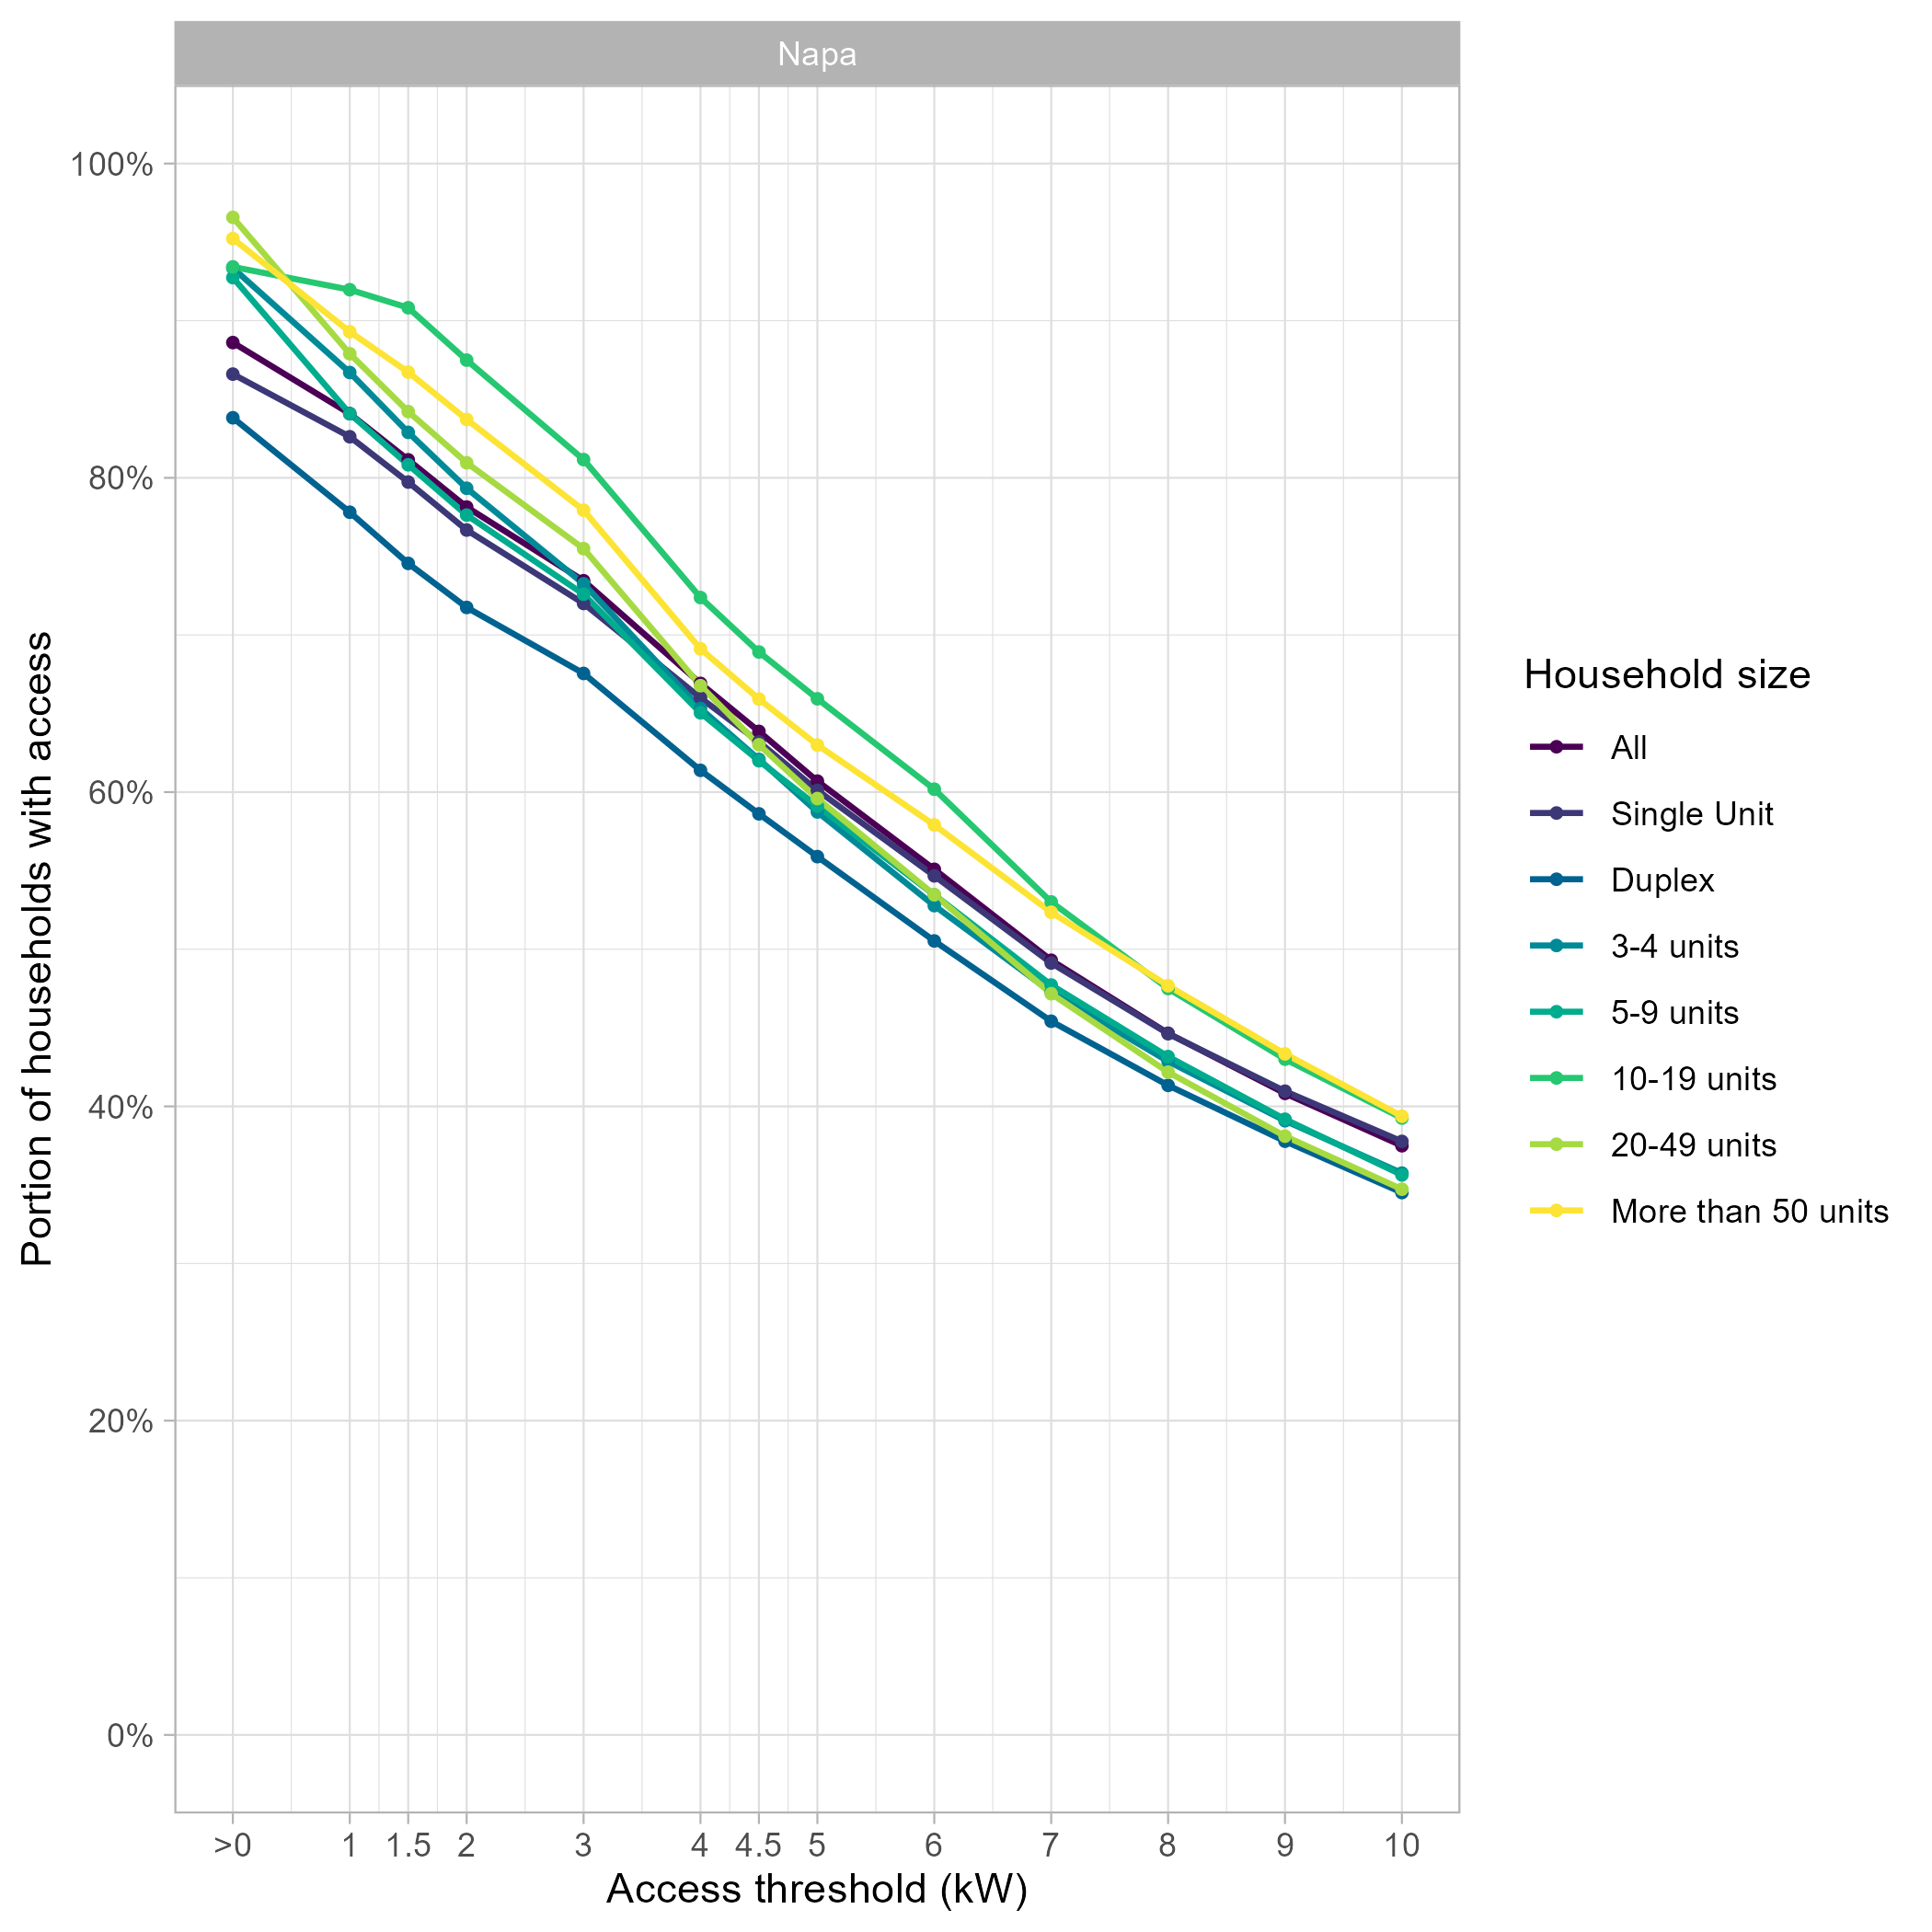 Napa
100%
80%
60%
40%
20%
0%
Portion of households with access
>0 1 1.5 2 3 4 4.5 5 6 7 8 9 10
Access threshold (kW)
Household size
All
Single Unit
Duplex
3-4 units
5-9 units
10-19 units
20-49 units
More than 50 units